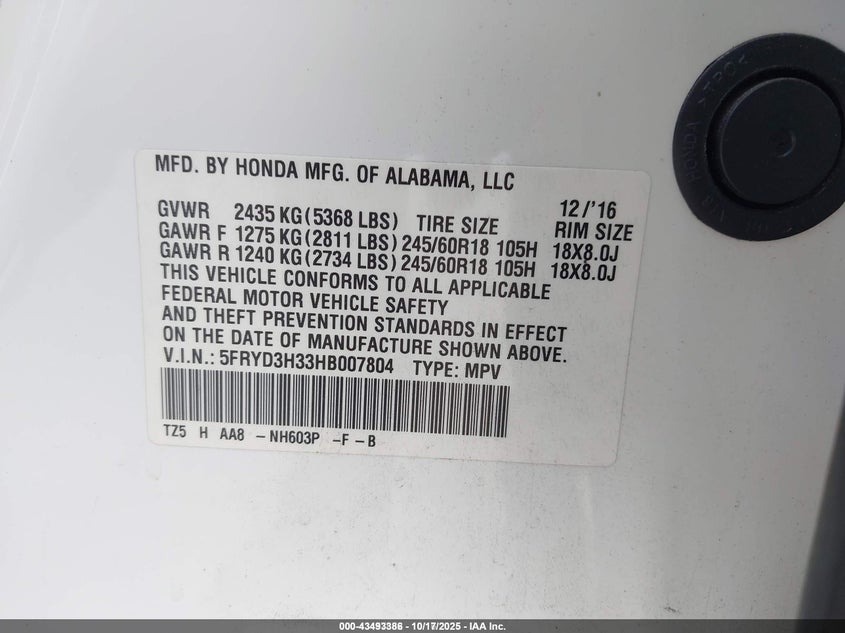 MFD. BY HONDA MFG. OF ALABAMA, LLC
12/'16
GVWR 2435 KG (5368 LBS) TIRE SIZE RIM SIZE
GAWR F 1275 KG (2811 LBS) 245/60R18 105H 18X8.0J
GAWR R 1240 KG (2734 LBS) 245/60R18 105H 18X8.0J
THIS VEHICLE CONFORMS TO ALL APPLICABLE
FEDERAL MOTOR VEHICLE SAFETY
AND THEFT PREVENTION STANDARDS IN EFFECT
ON THE DATE OF MANUFACTURE SHOWN ABOVE.
V.I.N.: 5FRYD3H33HB007804 TYPE: MPV
TZ5 H AA8 -NH603P -F-B
HONDA >TPO<
000-43493386 - 10/17/2025 - IAA Inc.